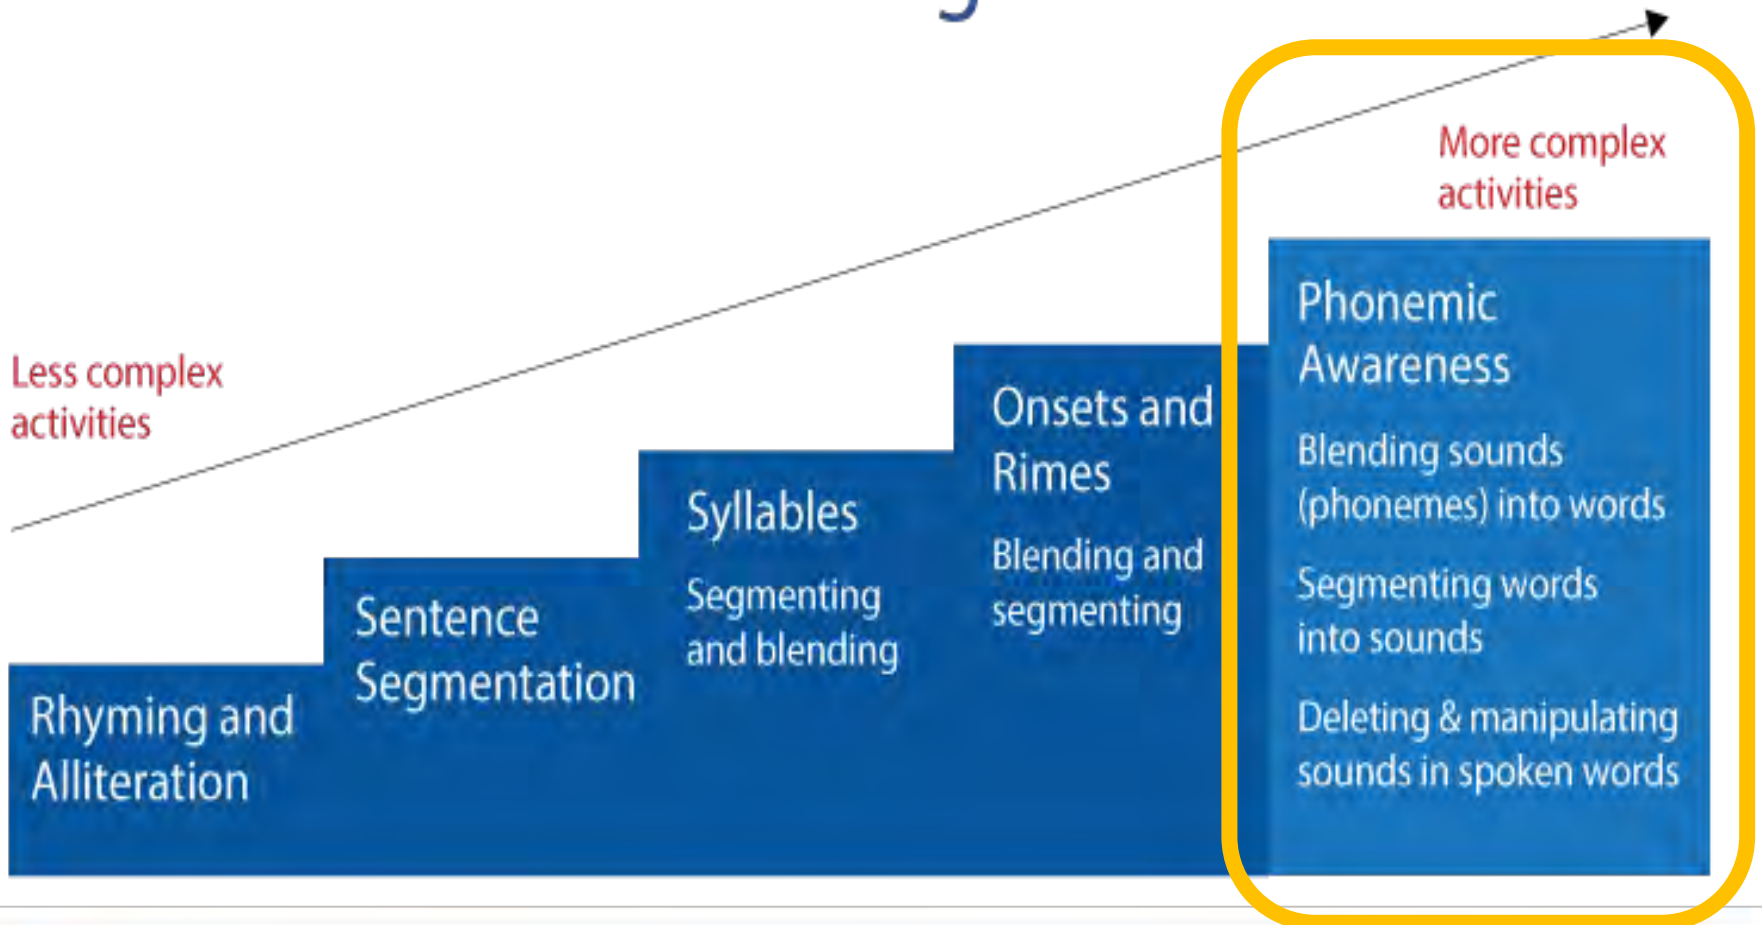 Less complex
activities
More complex
activities
Rhyming and
Alliteration
Sentence
Segmentation
Syllables
Segmenting
and blending
Onsets and
Rimes
Blending and
segmenting
Phonemic
Awareness
Blending sounds
(phonemes) into words
Segmenting words
into sounds
Deleting & manipulating
sounds in spoken words